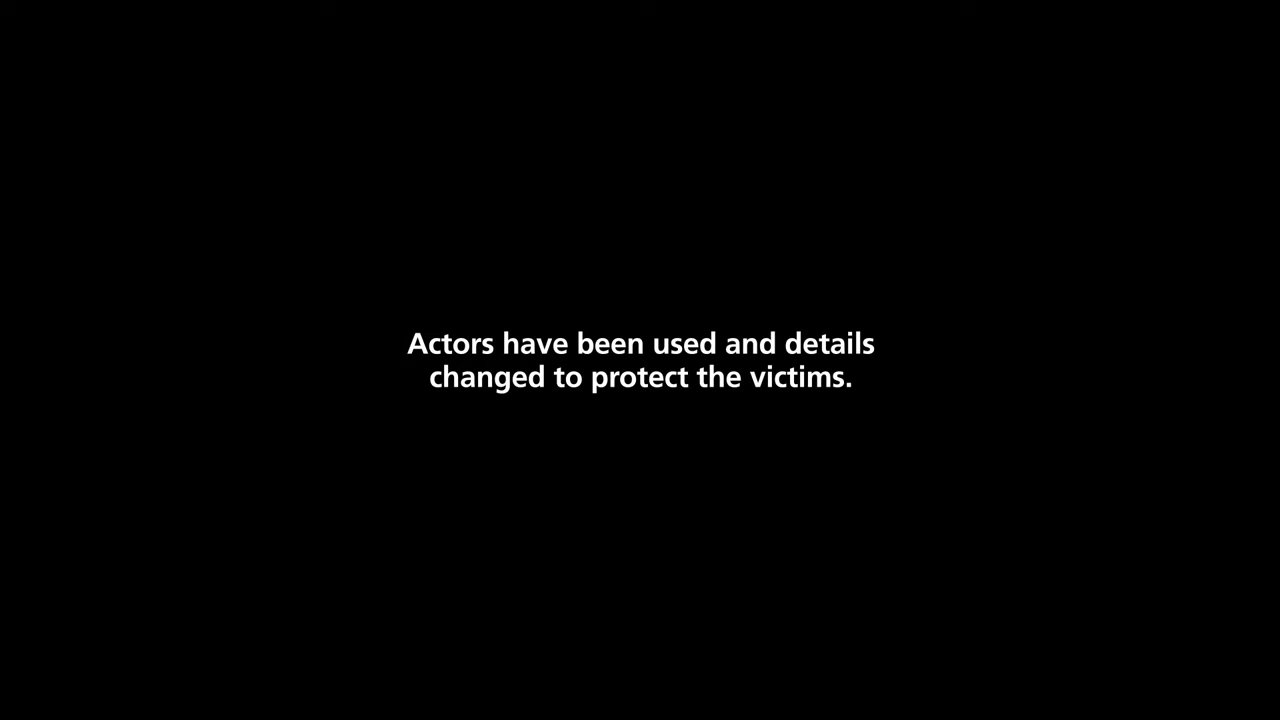 Actors have been used and details
changed to protect the victims.